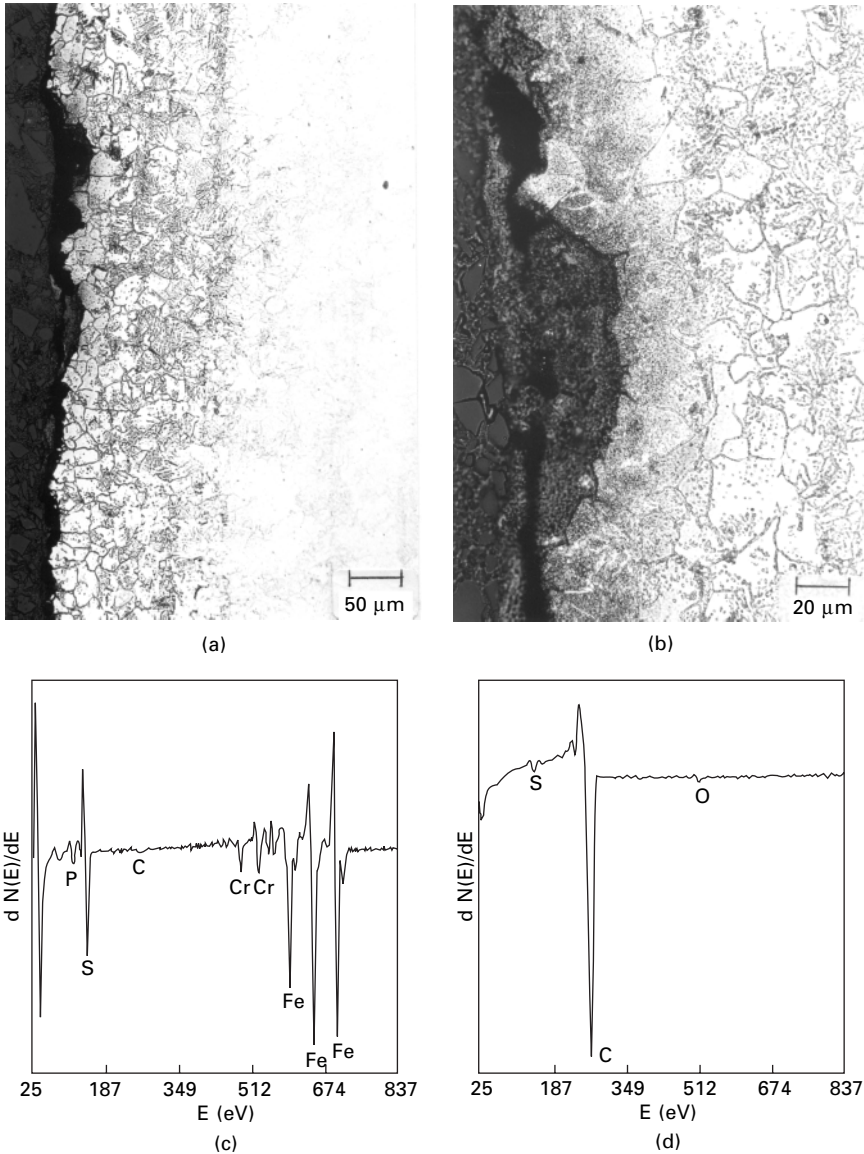 50 μm
20 μm
(a)
(b)
d N(E)/dE
P
S
C
Cr
Cr
Fe
Fe
Fe
25
187
349
512
674
837
E (eV)
(c)
d N(E)/dE
S
O
C
25
187
349
512
674
837
E (eV)
(d)